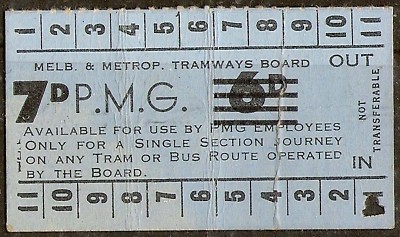 1 2 3 4 5 6 7 8 9 10 11
MELB. & METROP. TRAMWAYS BOARD OUT
7D P.M.G. 6D
NOT TRANSFERABLE
AVAILABLE FOR USE BY PMG EMPLOYEES
ONLY FOR A SINGLE SECTION JOURNEY
ON ANY TRAM OR BUS ROUTE OPERATED
BY THE BOARD.
IN
11 10 9 8 7 6 5 4 3 2 1